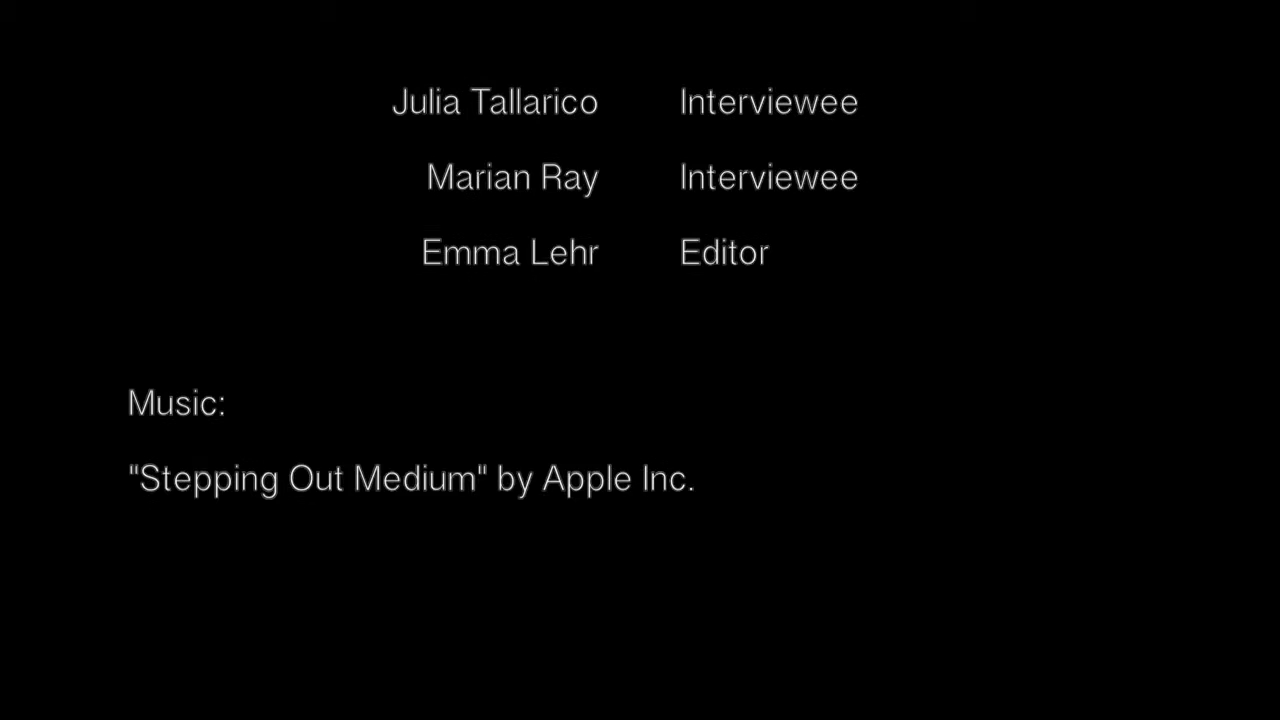 Julia Tallarico Interviewee
Marian Ray Interviewee
Emma Lehr Editor
Music:
"Stepping Out Medium" by Apple Inc.